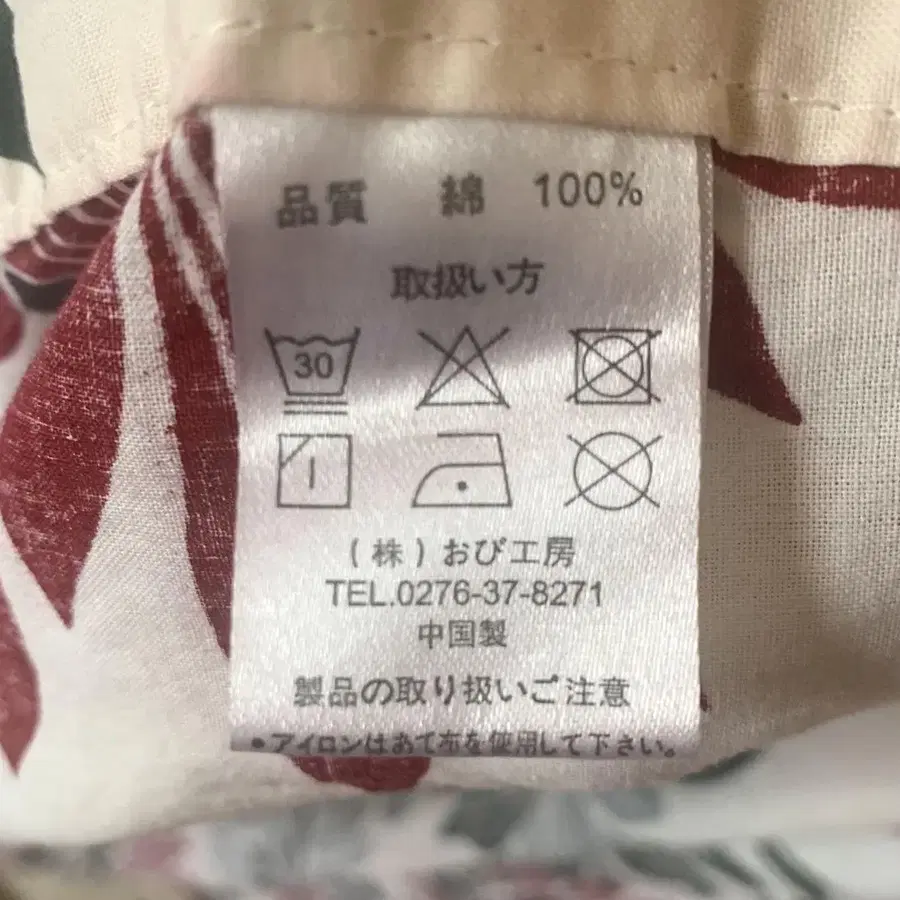 品質 綿 100%
取扱い方
30
(株)おび工房
TEL.0276-37-8271
中国製
製品の取り扱いご注意
•アイロンはあて布を使用して下さい。